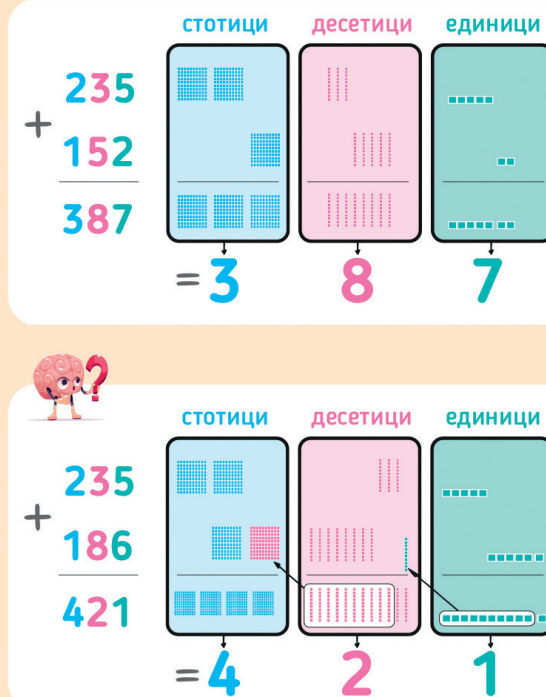 стотици десетици единици
235
+
152
387
= 3 8 7
?
стотици десетици единици
235
+
186
421
= 4 2 1